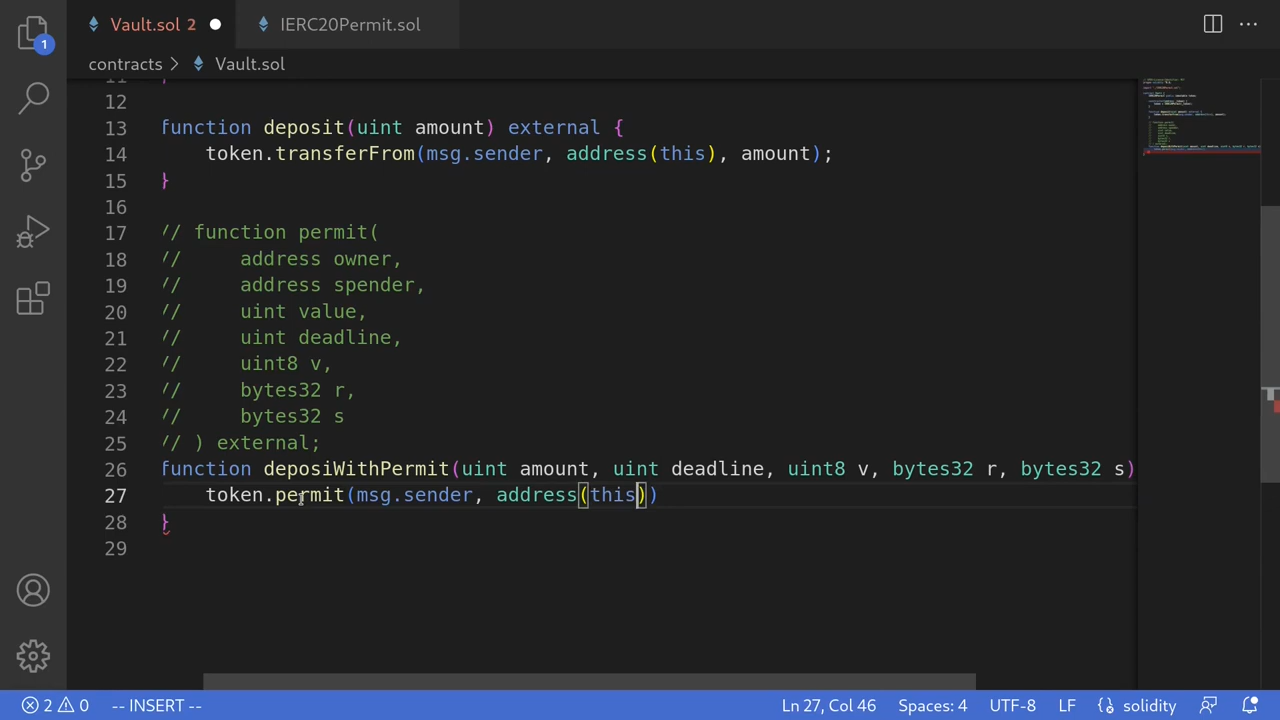 1
Vault.sol 2
IERC20Permit.sol
contracts > Vault.sol
12
13 function deposit(uint amount) external {
14 token.transferFrom(msg.sender, address(this), amount);
15 }
16
17 // function permit(
18 // address owner,
19 // address spender,
20 // uint value,
21 // uint deadline,
22 // uint8 v,
23 // bytes32 r,
24 // bytes32 s
25 // ) external;
26 function deposiWithPermit(uint amount, uint deadline, uint8 v, bytes32 r, bytes32 s)
27 token.permit(msg.sender, address(this))
28 }
29
2 0 -- INSERT -- Ln 27, Col 46 Spaces: 4 UTF-8 LF solidity